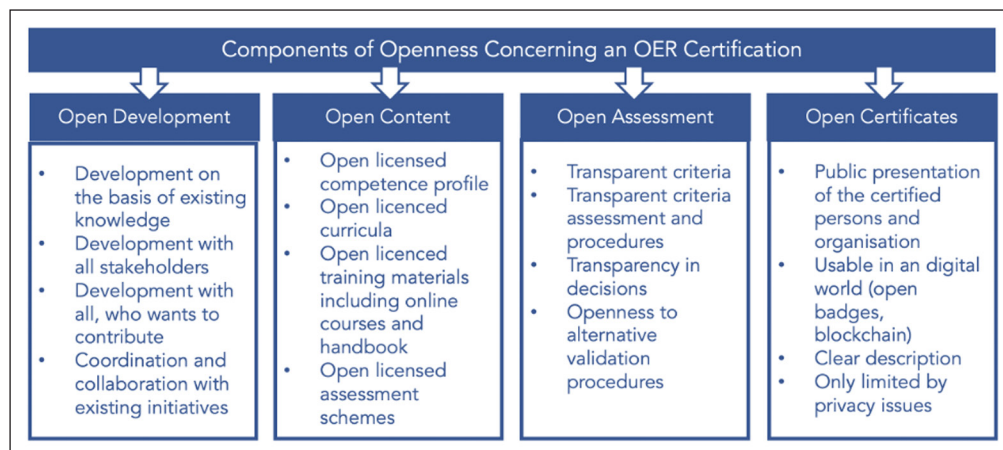 Components of Openness Concerning an OER Certification
Open Development
• Development on
the basis of existing
knowledge
• Development with
all stakeholders
• Development with
all, who wants to
contribute
• Coordination and
collaboration with
existing initiatives
Open Content
• Open licensed
competence profile
• Open licenced
curricula
• Open licenced
training materials
including online
courses and
handbook
• Open licensed
assessment
schemes
Open Assessment
• Transparent criteria
• Transparent criteria
assessment and
procedures
• Transparency in
decisions
• Openness to
alternative
validation
procedures
Open Certificates
• Public presentation
of the certified
persons and
organisation
• Usable in an digital
world (open
badges,
blockchain)
• Clear description
• Only limited by
privacy issues